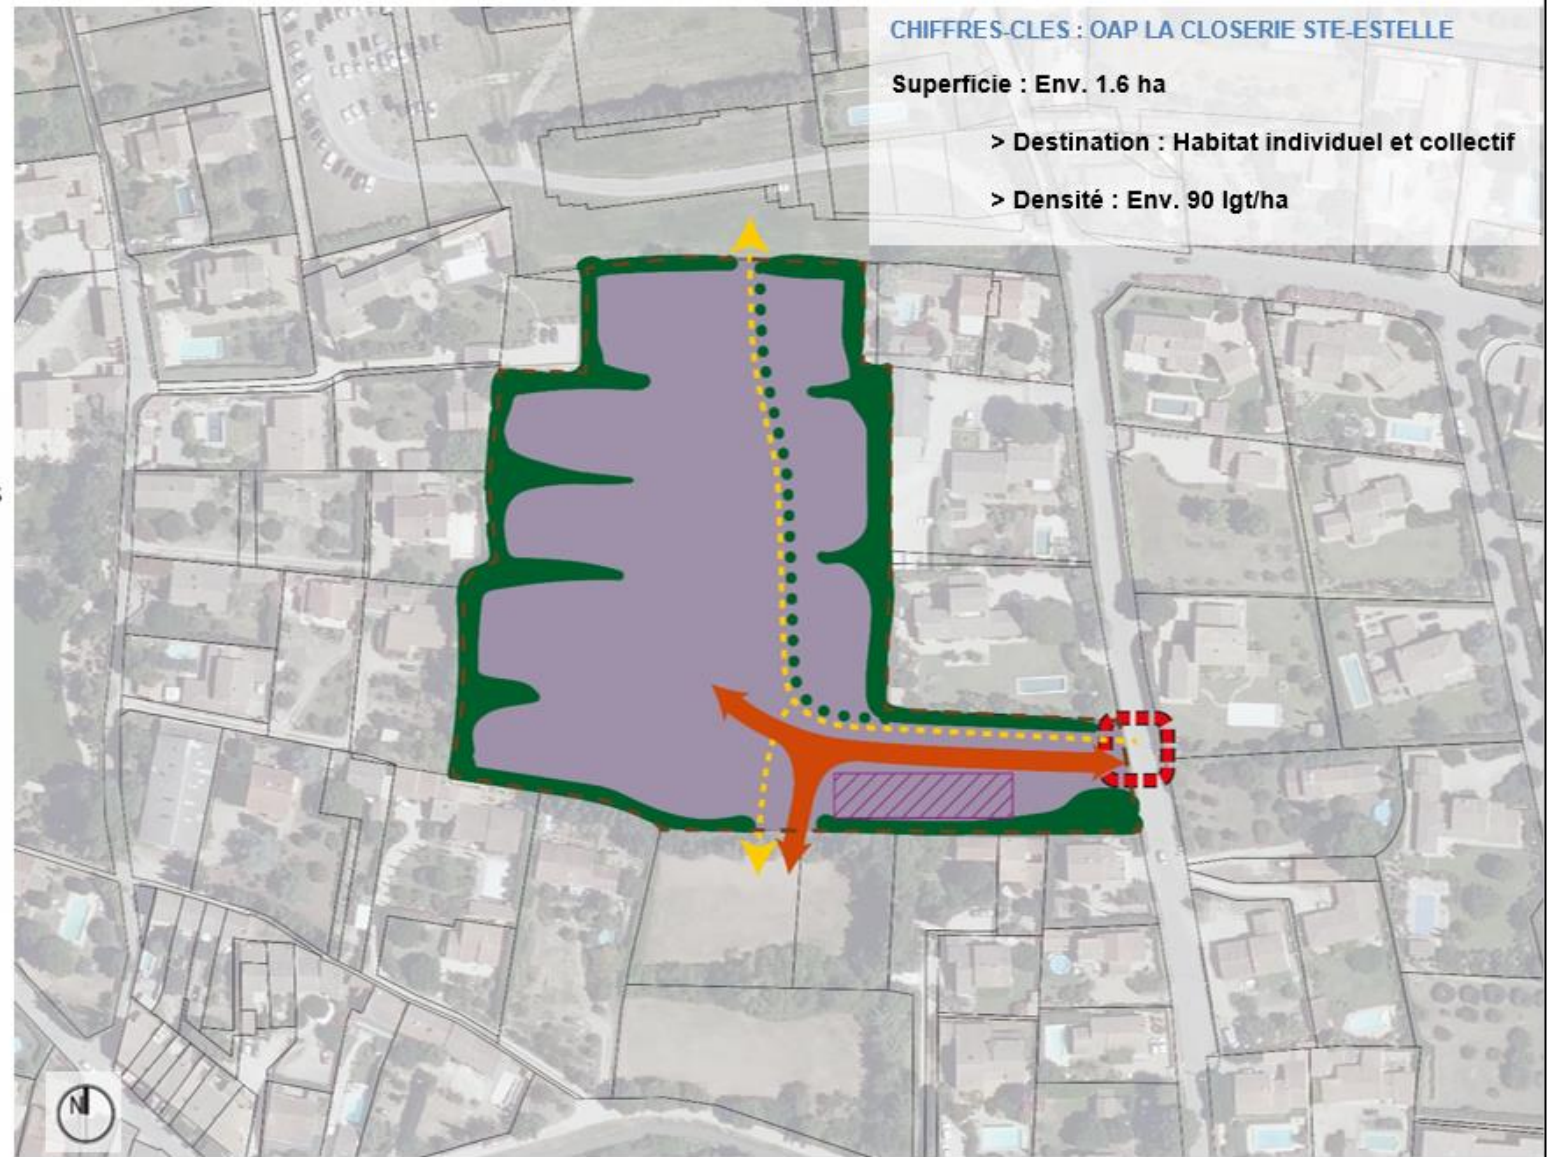 CHIFFRES-CLES : OAP LA CLOSERIE STE-ESTELLE
Superficie : Env. 1.6 ha
> Destination : Habitat individuel et collectif
> Densité : Env. 90 lgt/ha
s
N